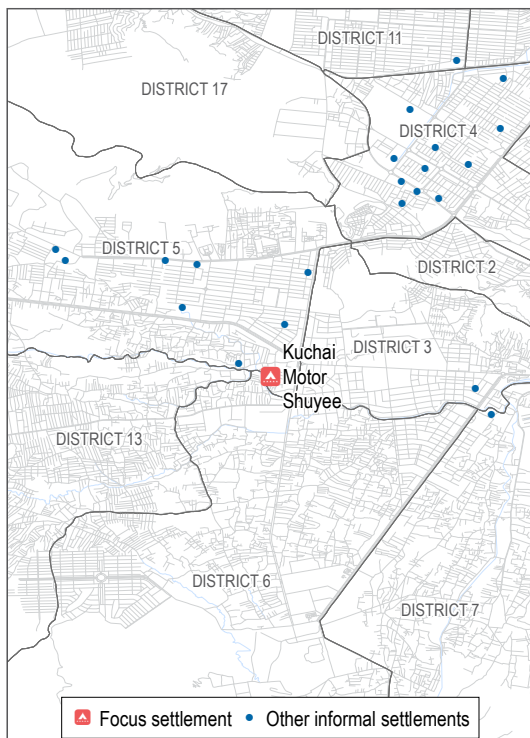 DISTRICT 11
DISTRICT 17
DISTRICT 4
DISTRICT 5
DISTRICT 2
DISTRICT 3
Kuchai
Motor
Shuyee
DISTRICT 13
DISTRICT 6
DISTRICT 7
Focus settlement Other informal settlements